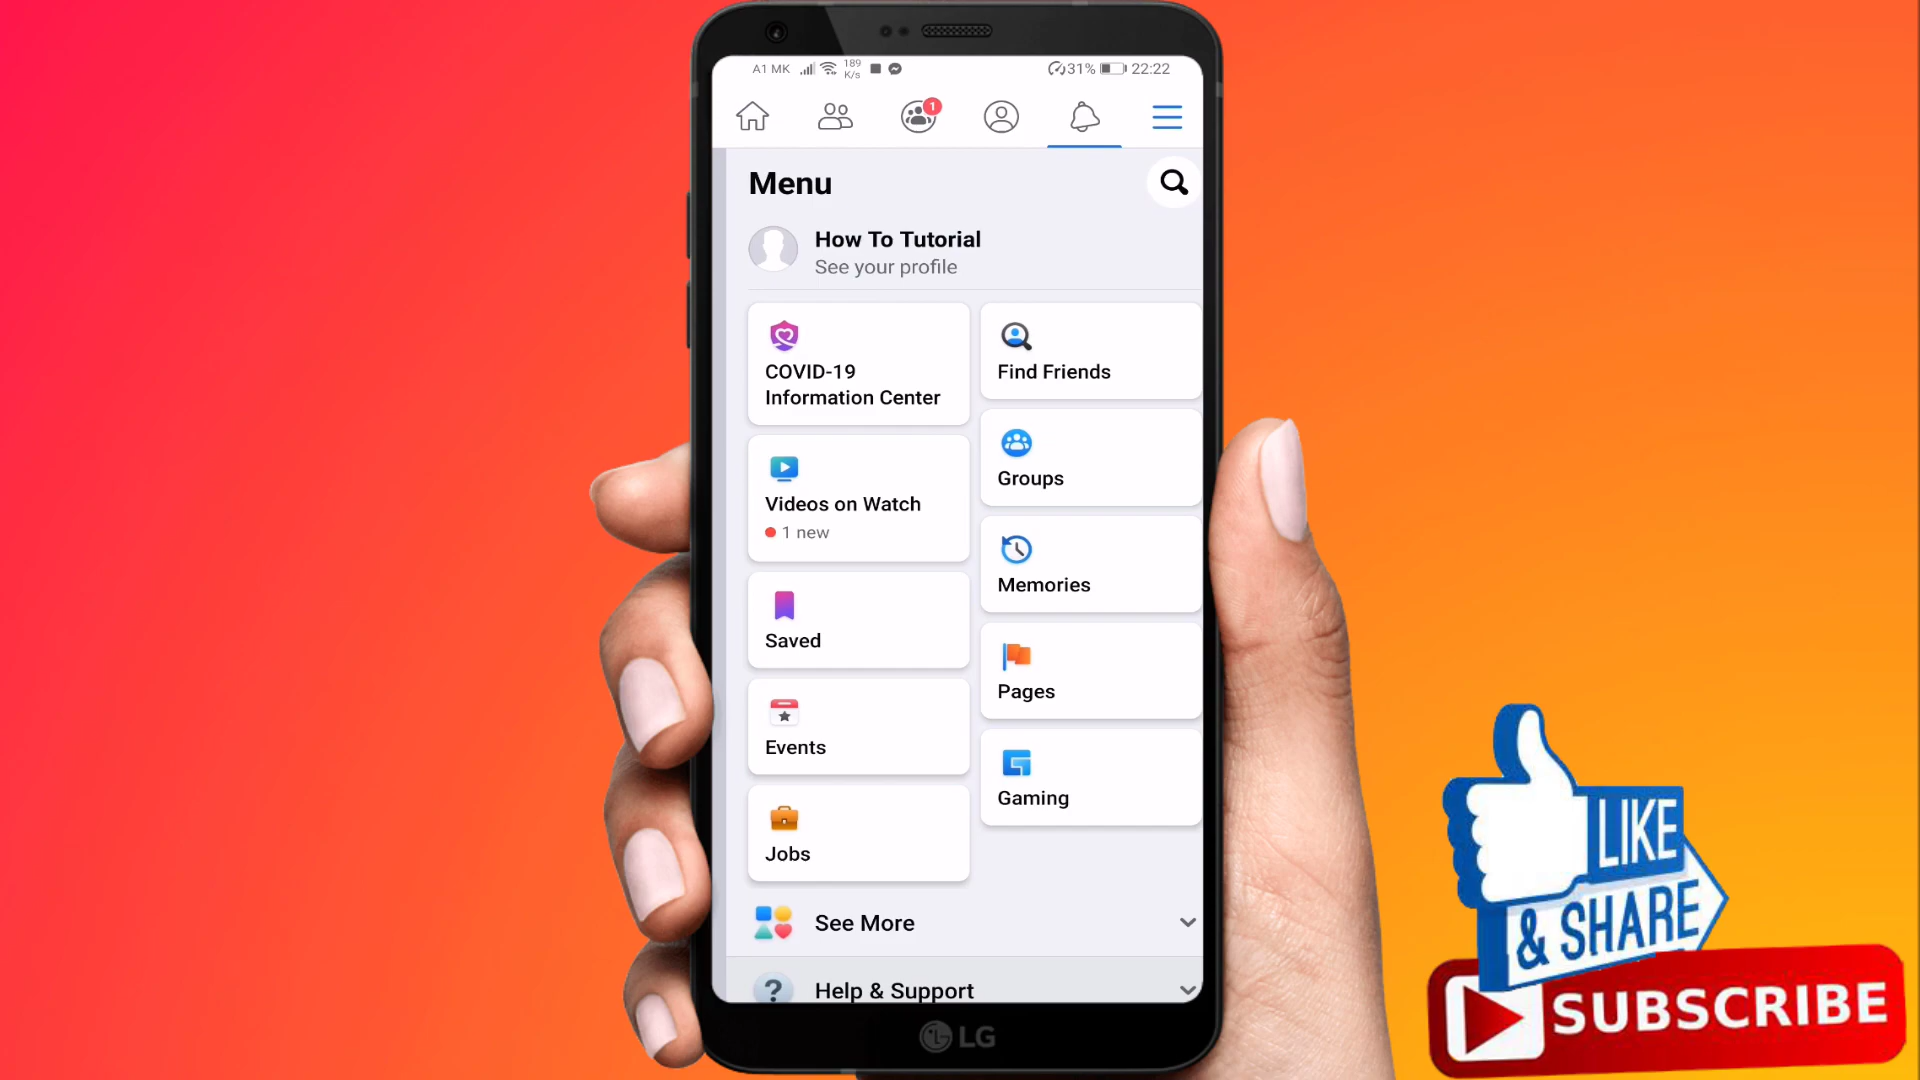 A1 MK
189
K/s
31%
22:22
1
Menu
How To Tutorial
See your profile
COVID-19
Information Center
Find Friends
Groups
Videos on Watch
1 new
Memories
Saved
Pages
Events
Gaming
Jobs
See More
? Help & Support
LG
LIKE
& SHARE
SUBSCRIBE